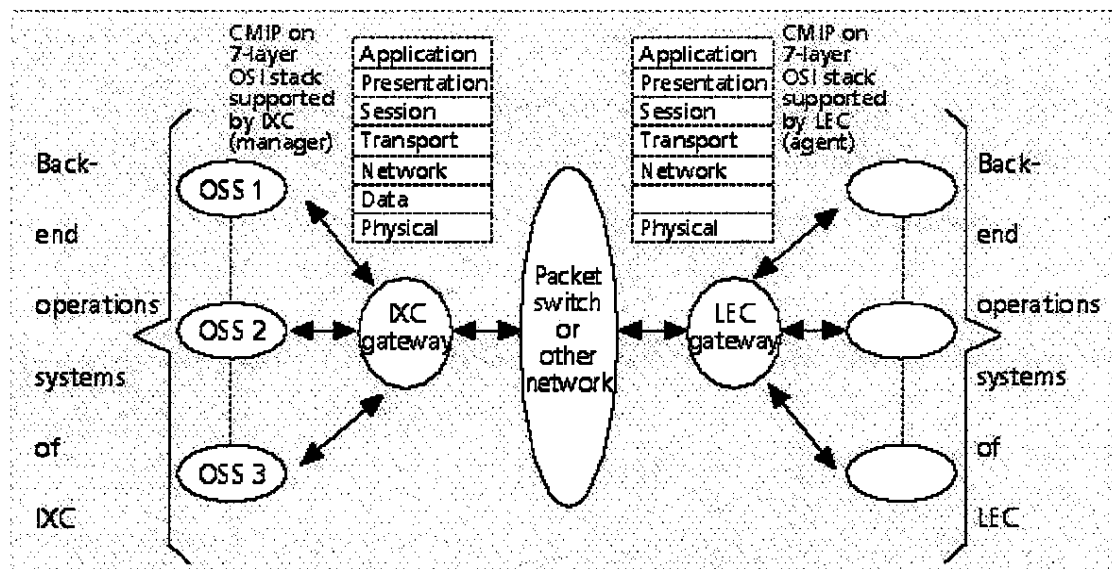 CMIP on
7-layer
OSI stack
supported
by IXC
(manager)
Application
Presentation
Session
Transport
Network
Data
Physical
Application
Presentation
Session
Transport
Network
Physical
CMIP on
7-layer
OSI stack
supported
by LEC
(agent)
Back-
end
operations
systems
of
IXC
OSS 1
OSS 2
OSS 3
IXC
gateway
Packet
switch
or
other
network
LEC
gateway
Back-
end
operations
systems
of
LEC